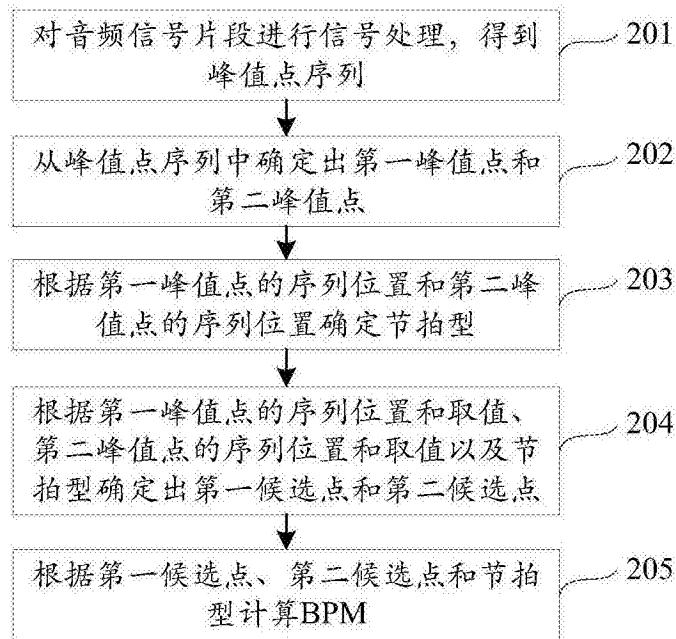 对音频信号片段进行信号处理，得到
峰值点序列
201
从峰值点序列中确定出第一峰值点和
第二峰值点
202
根据第一峰值点的序列位置和第二峰
值点的序列位置确定节拍型
203
根据第一峰值点的序列位置和取值、
第二峰值点的序列位置和取值以及节
拍型确定出第一候选点和第二候选点
204
根据第一候选点、第二候选点和节拍
型计算BPM
205